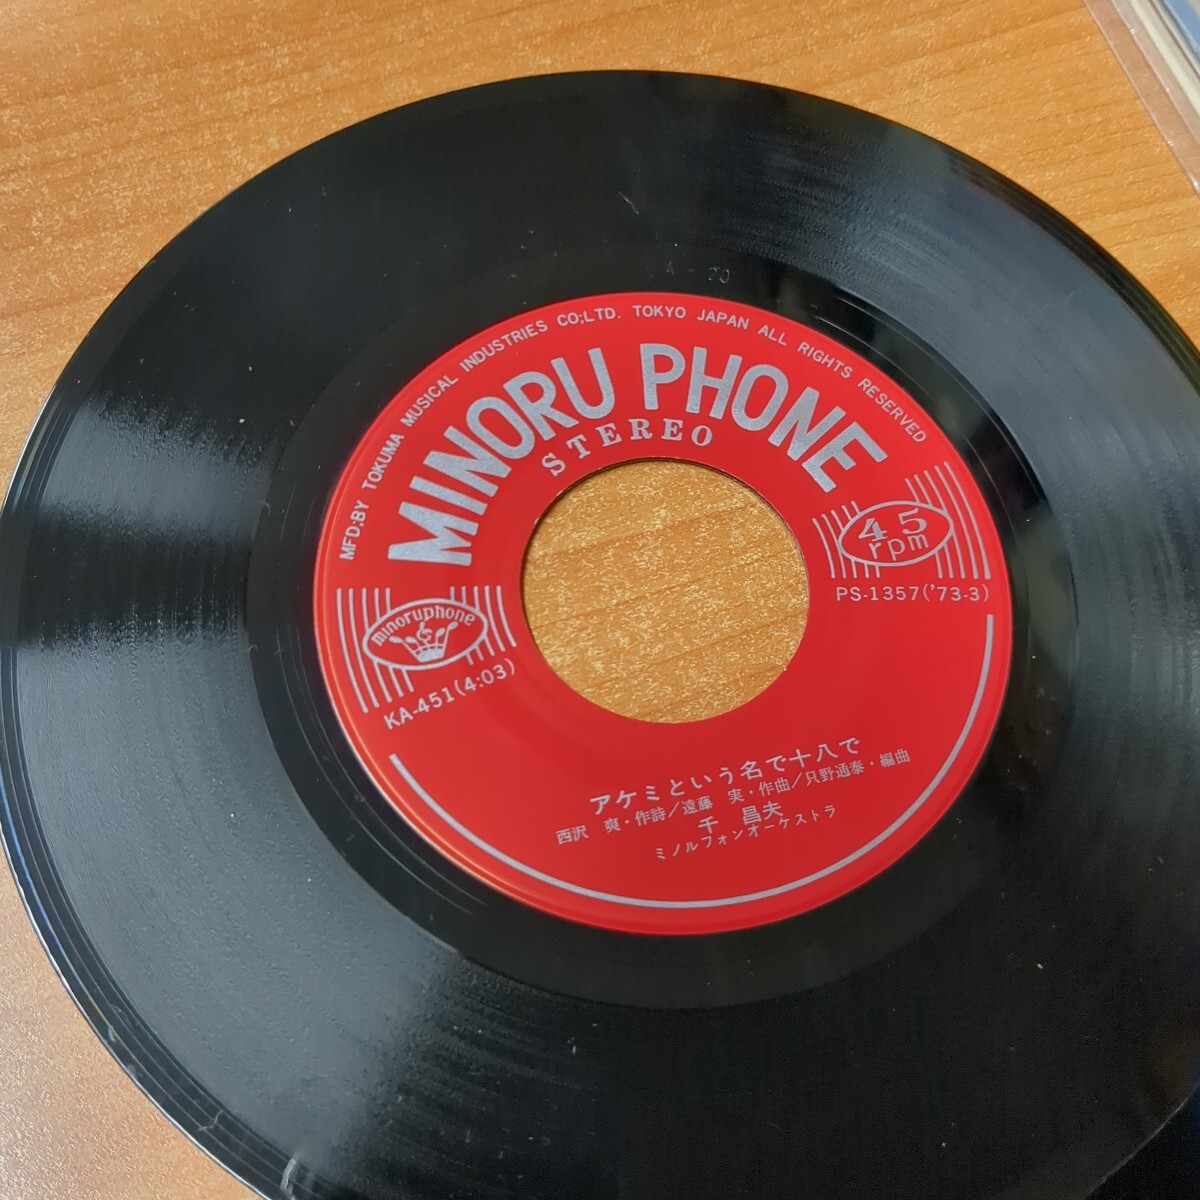 4-20
MFD;BY TOKUMA MUSICAL INDUSTRIES CO;LTD. TOKYO JAPAN ALL RIGHTS RESERVED
MINORU PHONE
STEREO
45
rpm
PS-1357('73-3)
minoruphone
KA-451(4:03)
アケミという名で十八で
西沢 爽・作詩/遠藤 実・作曲/只野通泰・編曲
千 昌夫
ミノルフォンオーケストラ